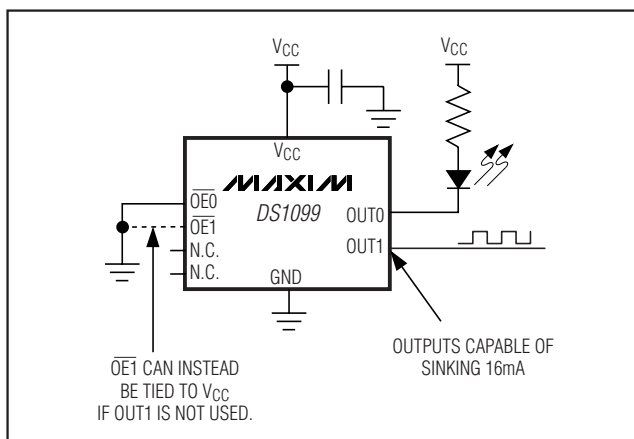 VCC
VCC
VCC
MAXIM
DS1099
OE0
OE1
N.C.
N.C.
OUT0
OUT1
GND
OE1 CAN INSTEAD
BE TIED TO VCC
IF OUT1 IS NOT USED.
OUTPUTS CAPABLE OF
SINKING 16mA